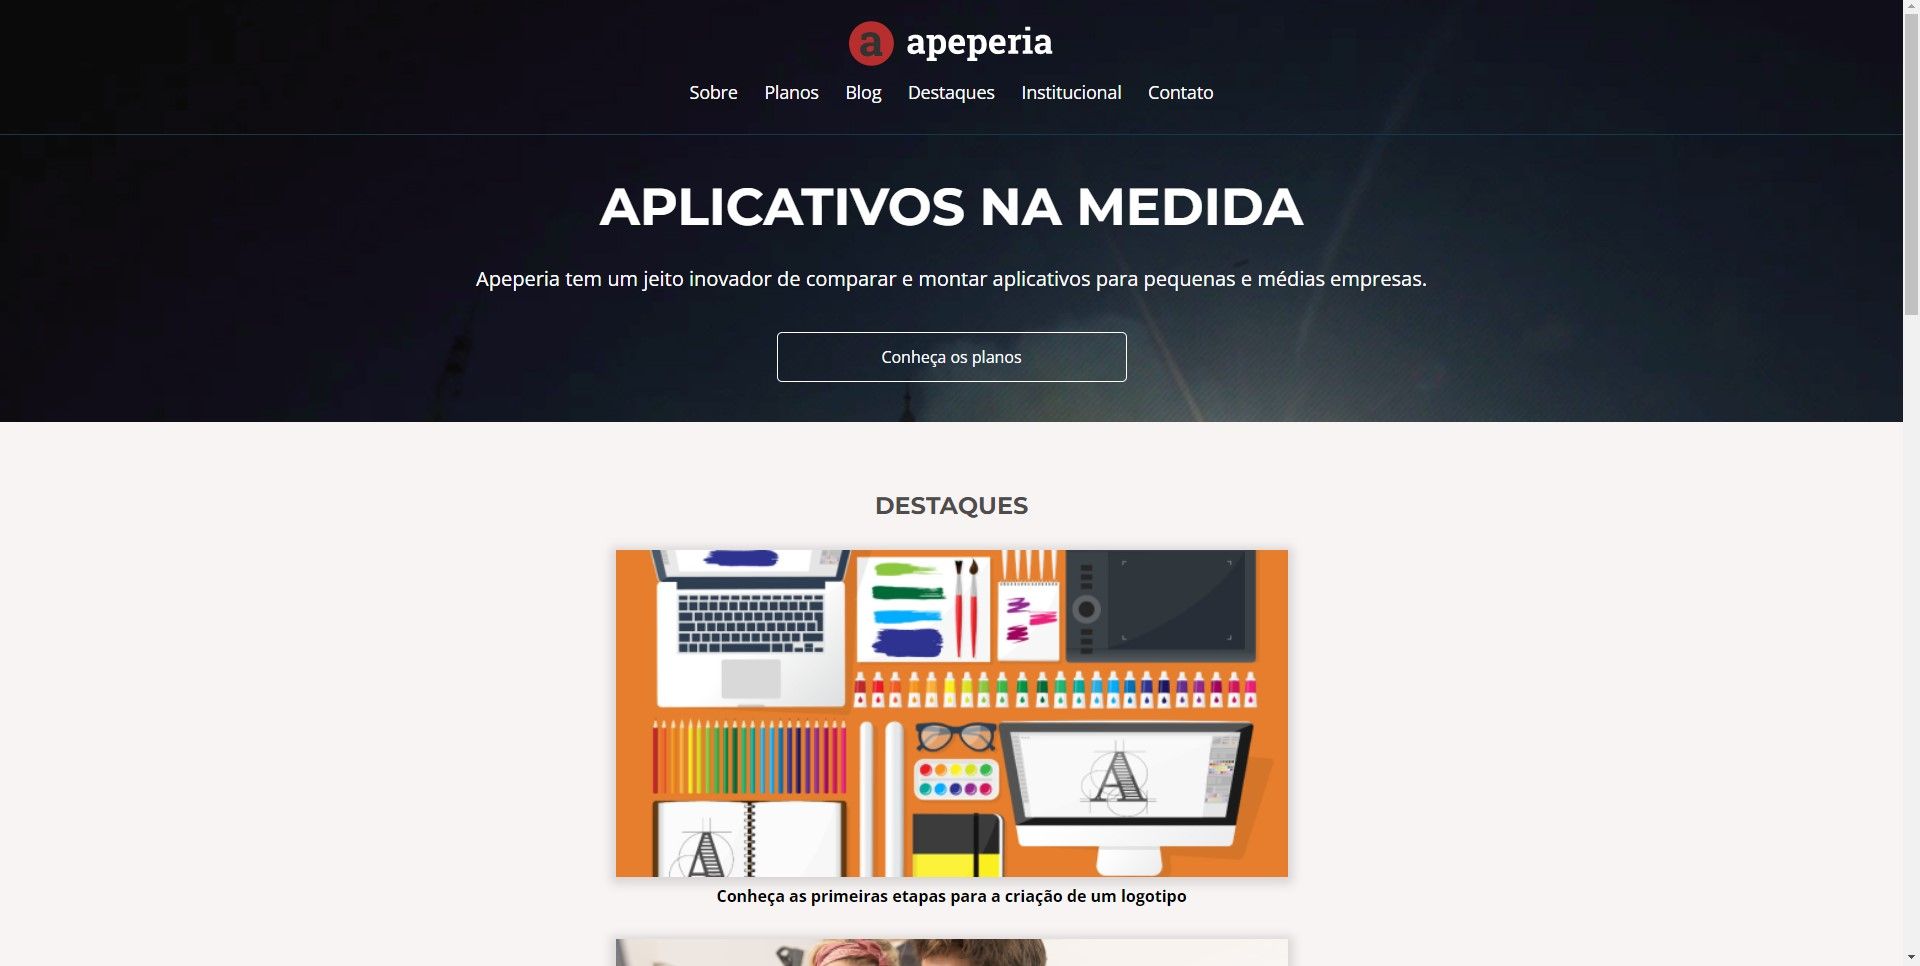 a apeperia
Sobre Planos Blog Destaques Institucional Contato
APLICATIVOS NA MEDIDA
Apeperia tem um jeito inovador de comparar e montar aplicativos para pequenas e médias empresas.
Conheça os planos
DESTAQUES
A
A
Conheça as primeiras etapas para a criação de um logotipo